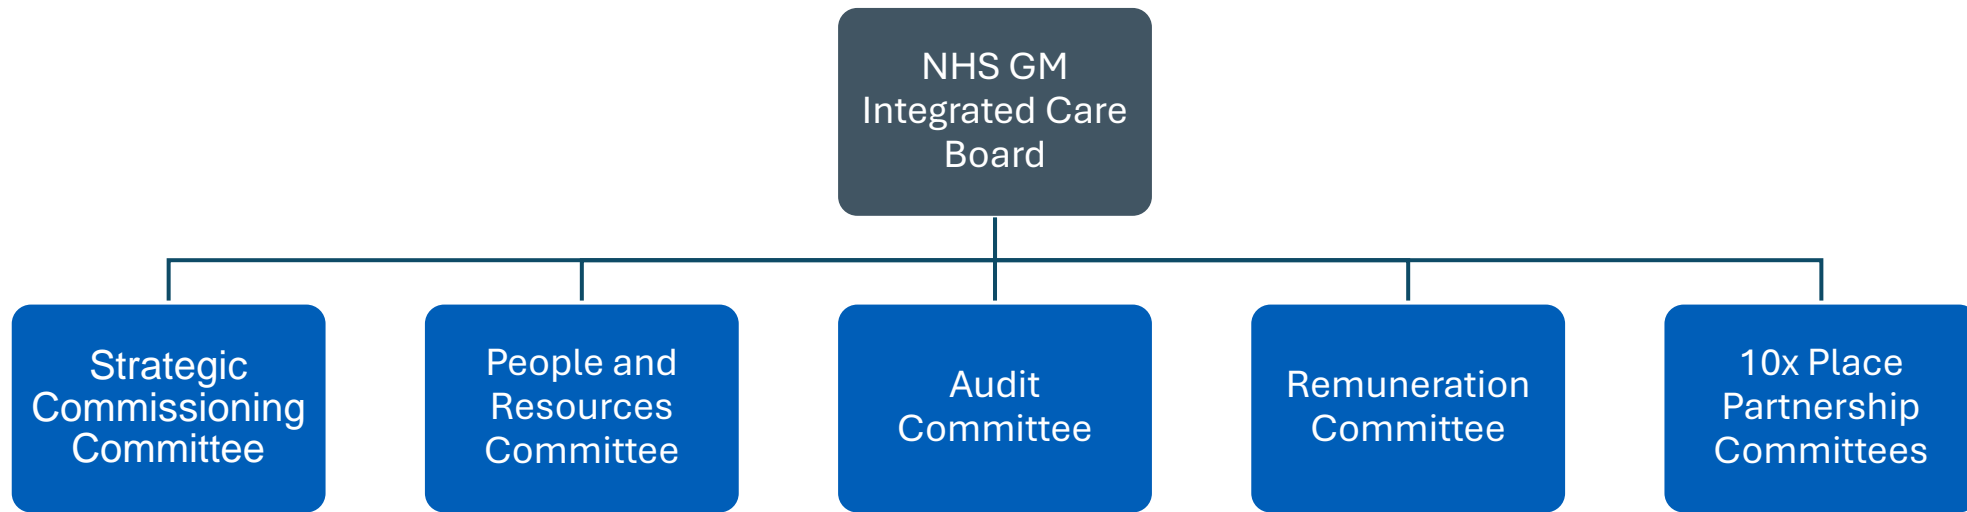 NHS GM
Integrated Care
Board
Strategic
Commissioning
Committee
People and
Resources
Committee
Audit
Committee
Remuneration
Committee
10x Place
Partnership
Committees